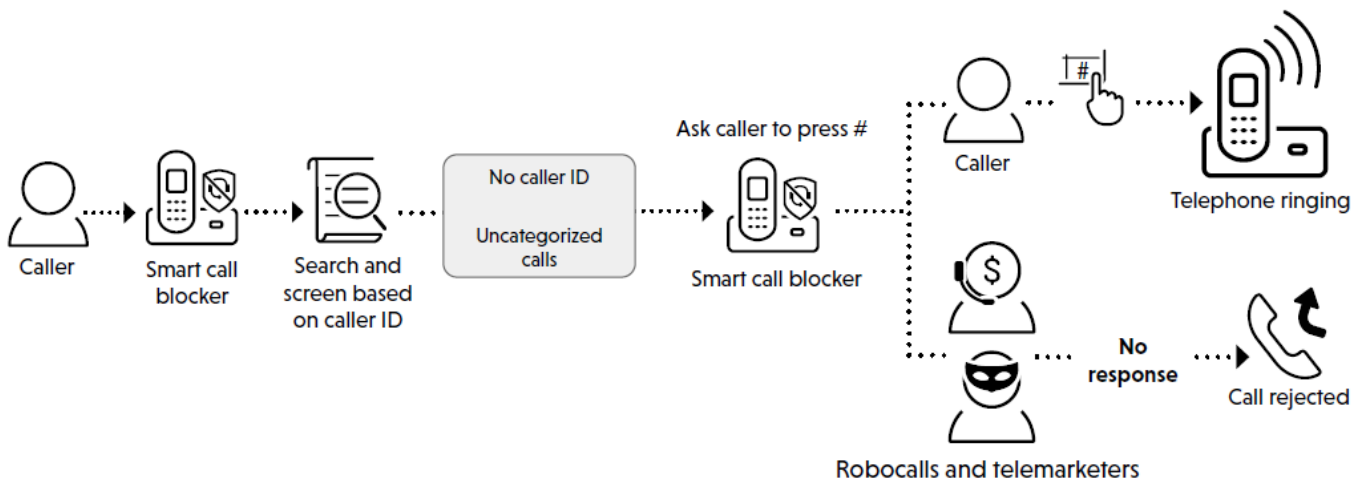 Caller
Smart call
blocker
Search and
screen based
on caller ID
No caller ID
Uncategorized
calls
Ask caller to press #
Smart call blocker
Caller
#
Telephone ringing
$
No
response
Call rejected
Robocalls and telemarketers